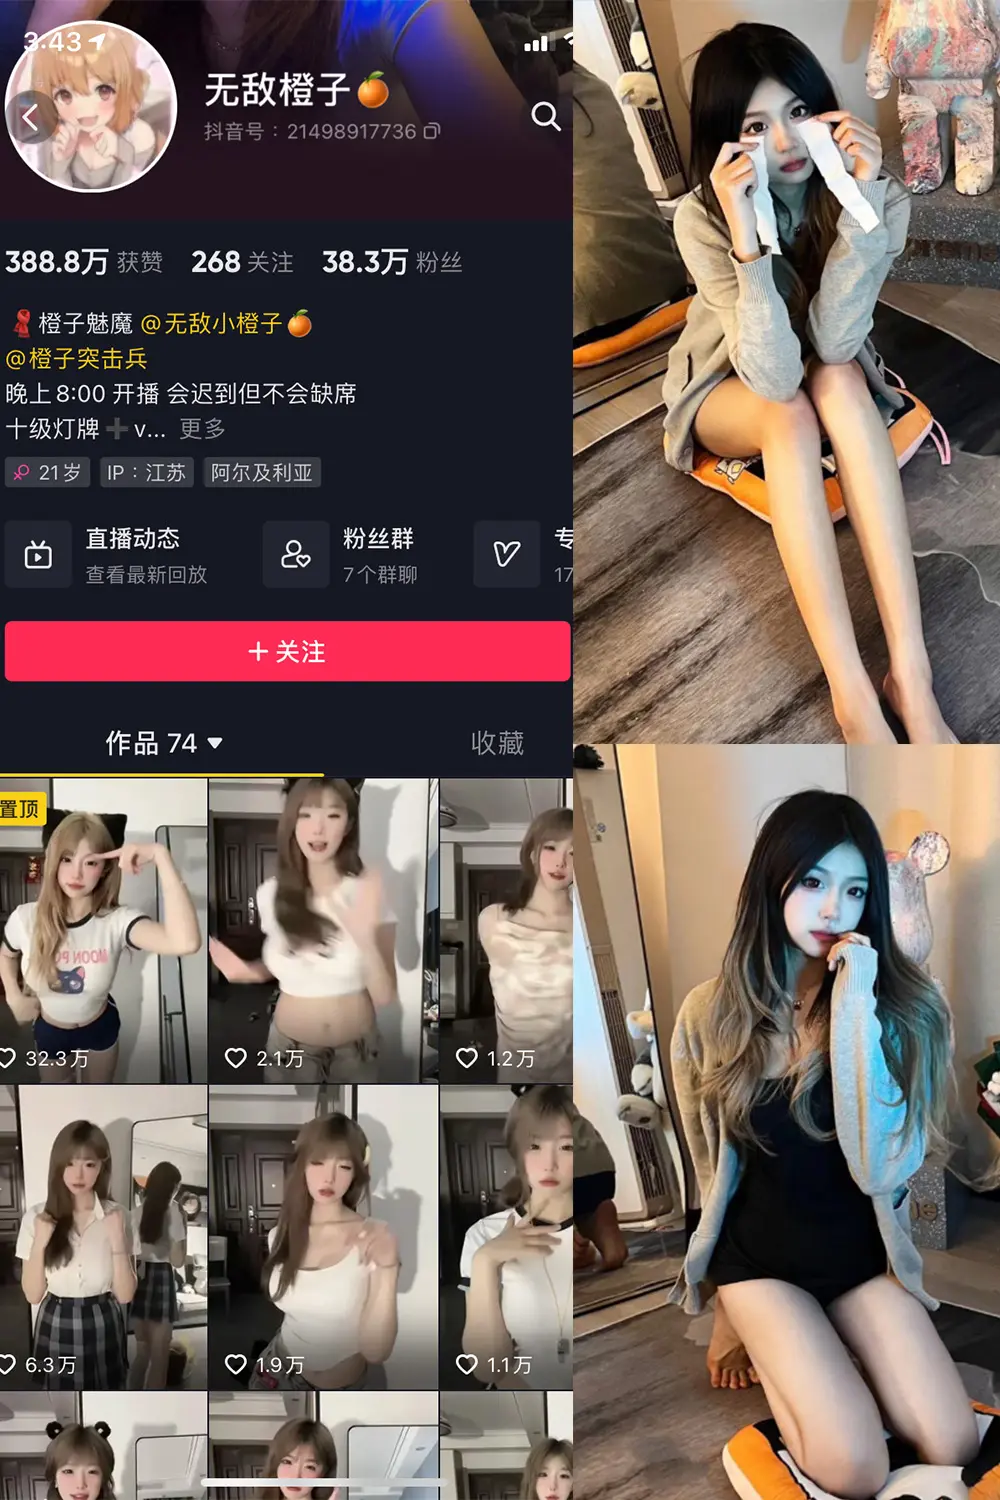 3:43
无敌橙子🍊
抖音号：21498917736
388.8万 获赞 268 关注 38.3万 粉丝
橙子魅魔 @无敌小橙子🍊
@橙子突击兵
晚上8:00 开播 会迟到但不会缺席
十级灯牌➕v... 更多
21岁 IP：江苏 阿尔及利亚
直播动态 粉丝群 专
查看最新回放 7个群聊 17
+ 关注
作品 74 收藏
置顶
MOON
32.3万 2.1万 1.2万
6.3万 1.9万 1.1万